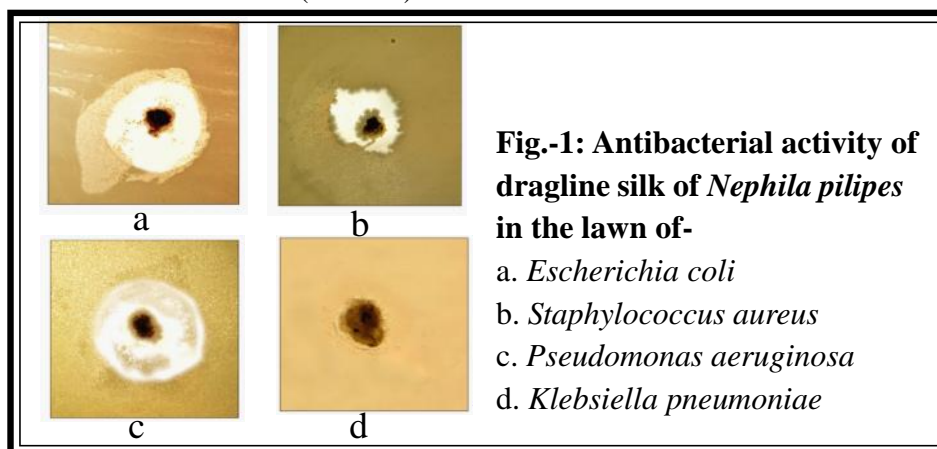 a
b
c
d
Fig.-1: Antibacterial activity of
dragline silk of Nephila pilipes
in the lawn of-
a. Escherichia coli
b. Staphylococcus aureus
c. Pseudomonas aeruginosa
d. Klebsiella pneumoniae